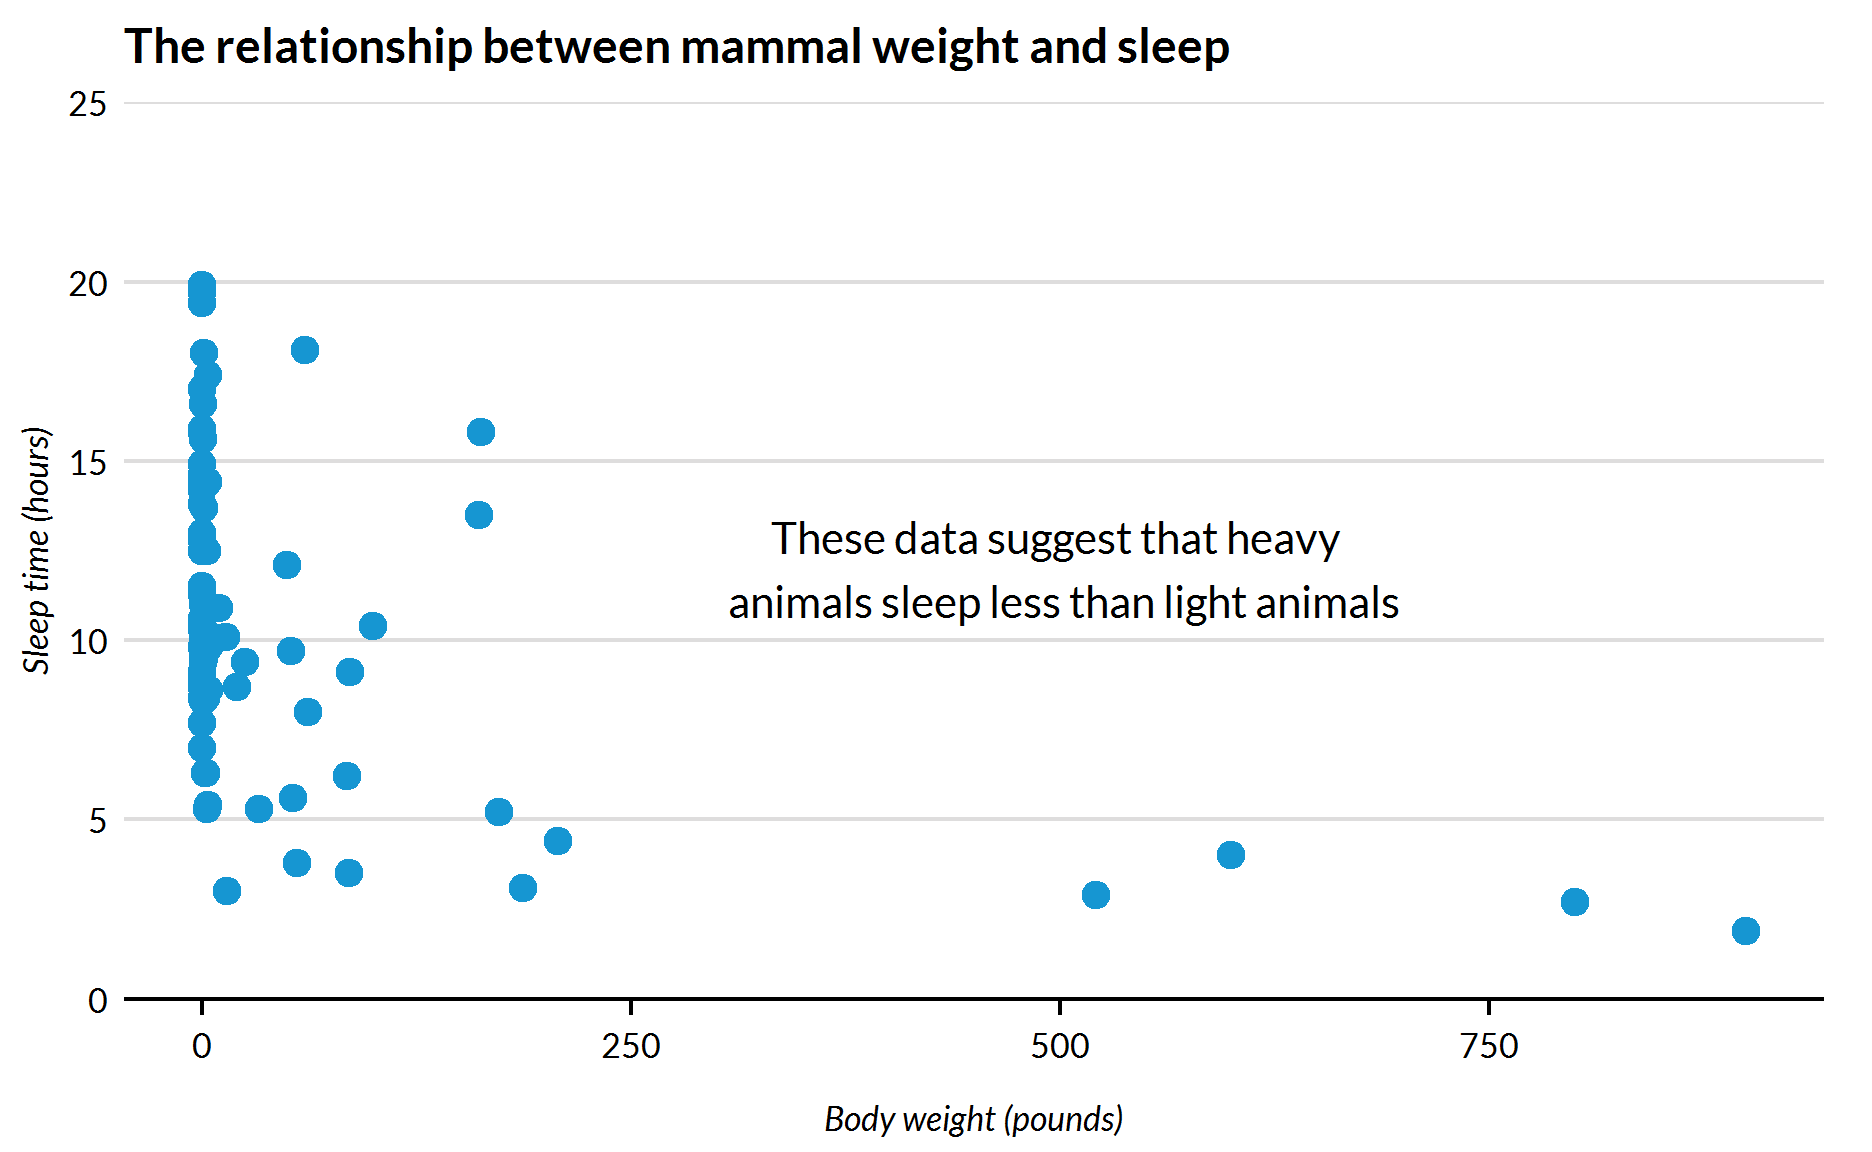 The relationship between mammal weight and sleep
25
20
15
10
5
0
Sleep time (hours)
These data suggest that heavy
animals sleep less than light animals
0 250 500 750
Body weight (pounds)